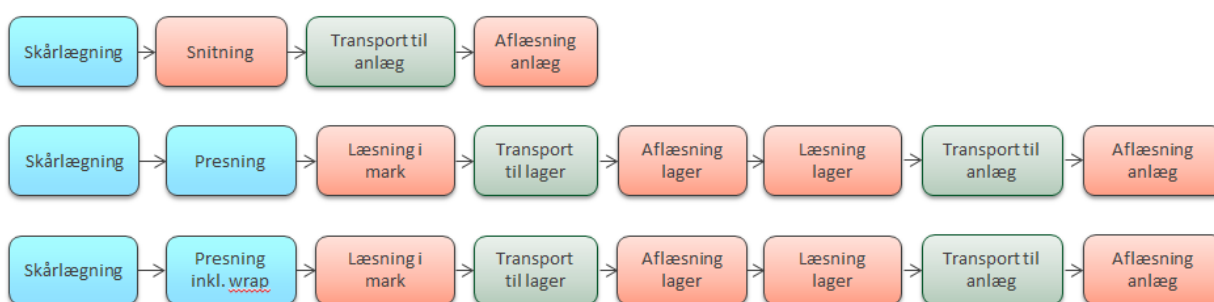 Skårlægning
Snitning
Transport til
anlæg
Aflæsning
anlæg
Skårlægning
Presning
Læsning i
mark
Transport
til lager
Aflæsning
lager
Læsning
lager
Transport til
anlæg
Aflæsning
anlæg
Skårlægning
Presning
inkl. wrap
Læsning i
mark
Transport
til lager
Aflæsning
lager
Læsning
lager
Transport til
anlæg
Aflæsning
anlæg